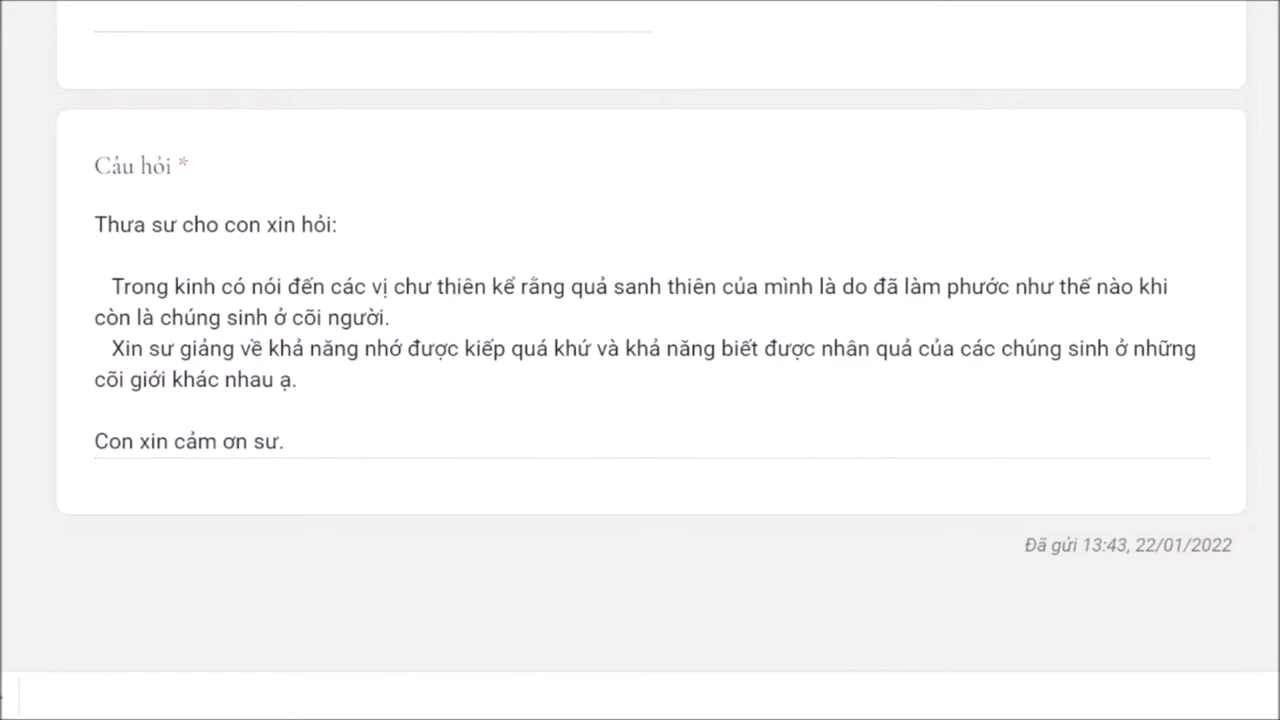 Câu hỏi *
Thưa sư cho con xin hỏi:
Trong kinh có nói đến các vị chư thiên kể rằng quả sanh thiên của mình là do đã làm phước như thế nào khi
còn là chúng sinh ở cõi người.
Xin sư giảng về khả năng nhớ được kiếp quá khứ và khả năng biết được nhân quả của các chúng sinh ở những
cõi giới khác nhau ạ.
Con xin cảm ơn sư.
Đã gửi 13:43, 22/01/2022